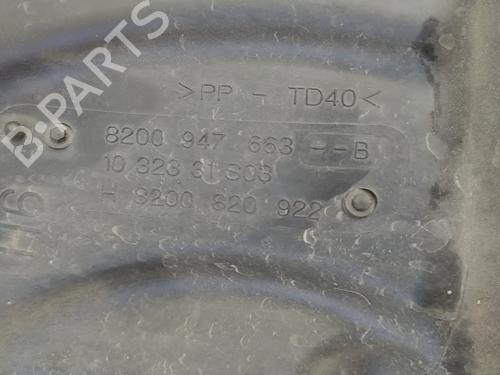 B-PARTS
>PP - TD40<
8200 947 663 --B
10 323 31 S03
H 8200 820 922